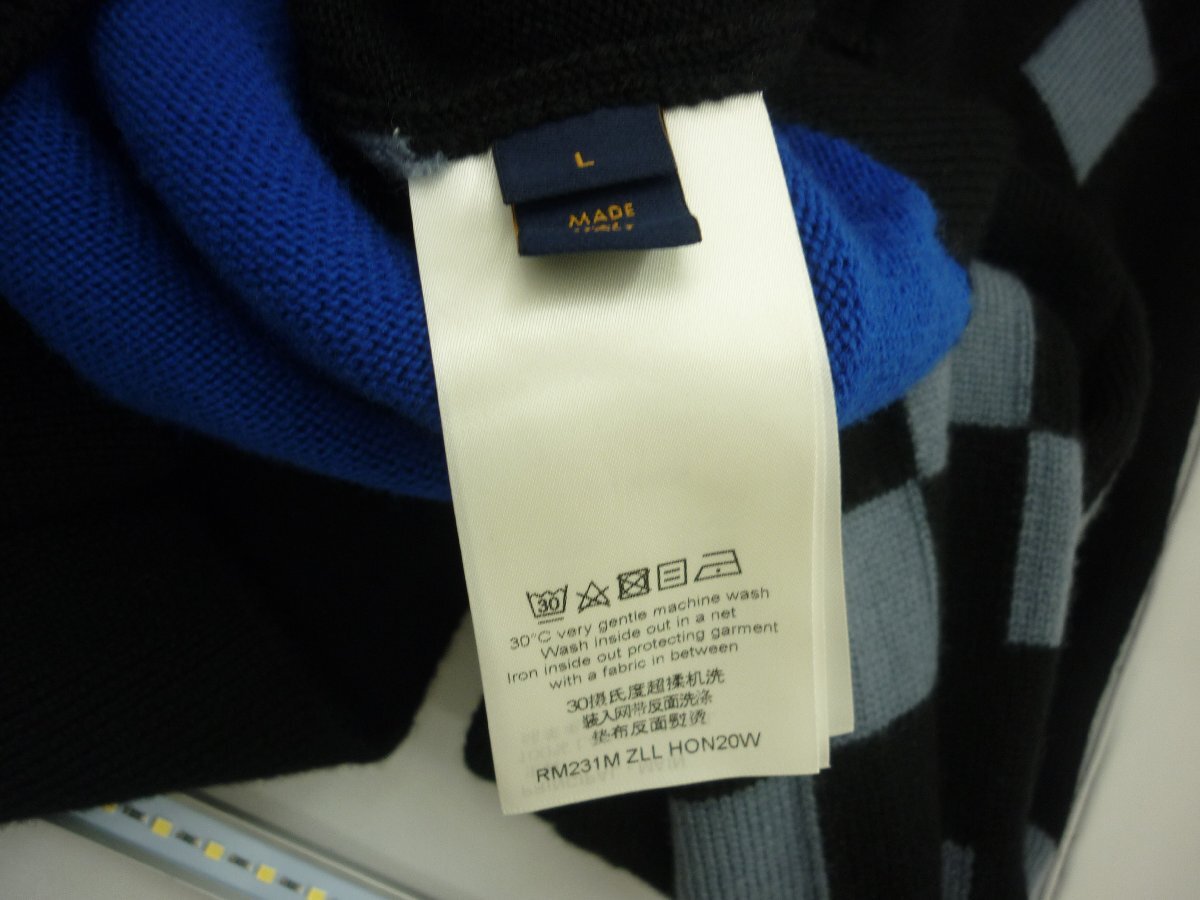 L
MADE
ITALY
30
30°C very gentle machine wash
Wash inside out in a net
Iron inside out protecting garment
with a fabric in between
30摄氏度超揉机洗
装入网带反面洗涤
垫布反面熨烫
RM231M ZLL HON20W